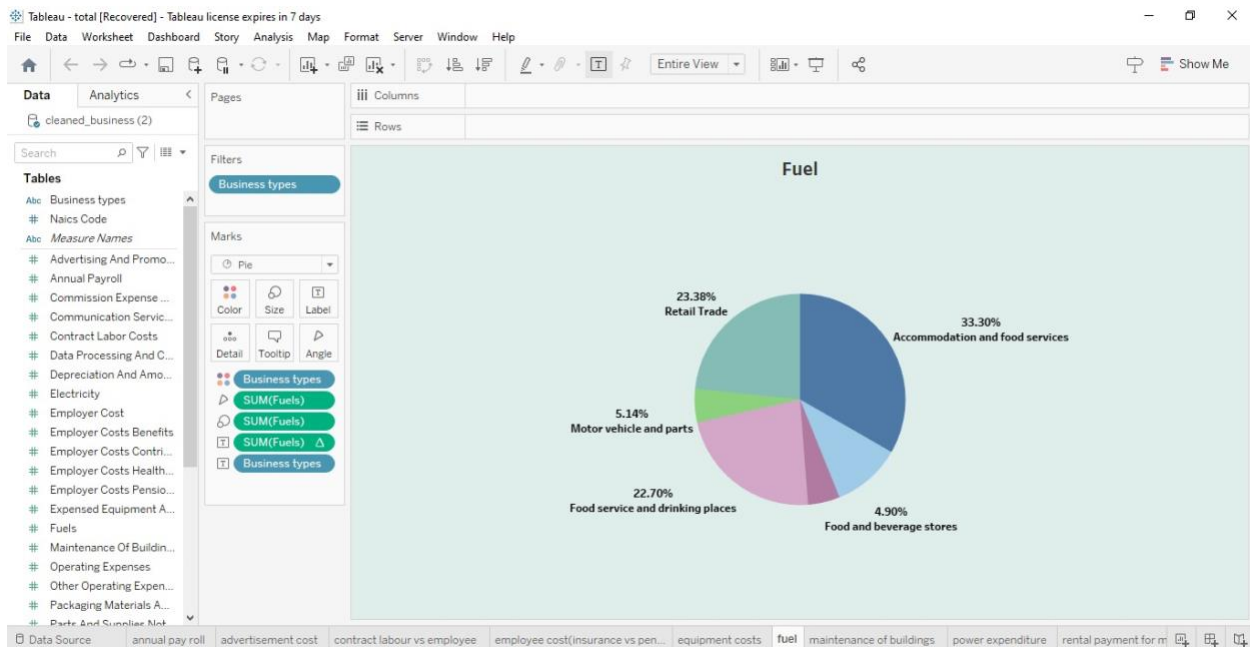 Tableau - total [Recovered] - Tableau license expires in 7 days
File Data Worksheet Dashboard Story Analysis Map Format Server Window Help
Entire View
Show Me
Data Analytics
cleaned_business (2)
Search
Tables
Abc Business types
# Naics Code
Abc Measure Names
# Advertising And Promo...
# Annual Payroll
# Commission Expense ...
# Communication Servic...
# Contract Labor Costs
# Data Processing And C...
# Depreciation And Amo...
# Electricity
# Employer Cost
# Employer Costs Benefits
# Employer Costs Contri...
# Employer Costs Health...
# Employer Costs Pensio...
# Expensed Equipment A...
# Fuels
# Maintenance Of Buildin...
# Operating Expenses
# Other Operating Expen...
# Packaging Materials A...
# Parts And Supplies Not
Pages
Filters
Business types
Marks
Pie
Color Size Label
Detail Tooltip Angle
Business types
SUM(Fuels)
SUM(Fuels)
SUM(Fuels) Δ
Business types
iii Columns
Rows
Fuel
23.38%
Retail Trade
33.30%
Accommodation and food services
5.14%
Motor vehicle and parts
22.70%
Food service and drinking places
4.90%
Food and beverage stores
Data Source annual pay roll advertisement cost contract labour vs employee employee cost(insurance vs pen... equipment costs fuel maintenance of buildings power expenditure rental payment for m